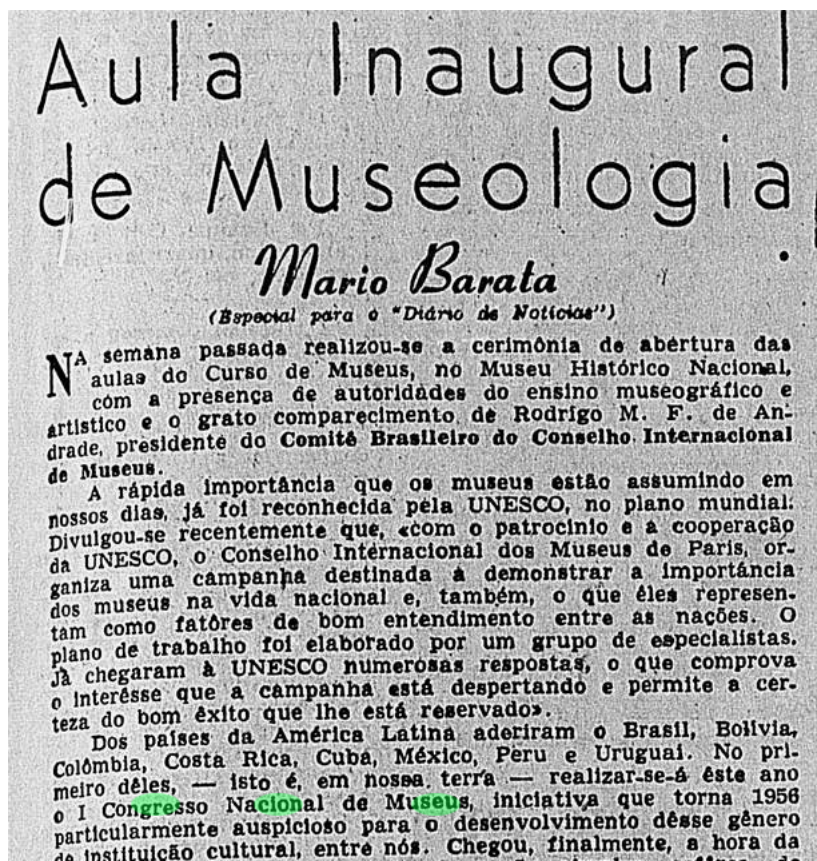 Aula Inaugural
de Museologia
Mario Barata
(Especial para o "Diário de Notícias")
NA semana passada realizou-se a cerimônia de abertura das
aulas do Curso de Museus, no Museu Histórico Nacional,
com a presença de autoridades do ensino museográfico e
artístico e o grato comparecimento de Rodrigo M. F. de An-
drade, presidente do Comitê Brasileiro do Conselho Internacional
de Museus.
A rápida importância que os museus estão assumindo em
nossos dias, já foi reconhecida pela UNESCO, no plano mundial.
Divulgou-se recentemente que, «com o patrocínio e a cooperação
da UNESCO, o Conselho Internacional dos Museus de Paris, or-
ganiza uma campanha destinada a demonstrar a importância
dos museus na vida nacional e, também, o que êles represen-
tam como fatôres de bom entendimento entre as nações. O
plano de trabalho foi elaborado por um grupo de especialistas.
Já chegaram à UNESCO numerosas respostas, o que comprova
o interêsse que a campanha está despertando e permite a cer-
teza do bom êxito que lhe está reservado».
Dos países da América Latina aderiram o Brasil, Bolívia,
Colômbia, Costa Rica, Cuba, México, Peru e Uruguai. No pri-
meiro dêles, — isto é, em nossa terra — realizar-se-á êste ano
o I Congresso Nacional de Museus, iniciativa que torna 1956
particularmente auspicioso para o desenvolvimento dêsse gênero
de instituição cultural, entre nós. Chegou, finalmente, a hora da